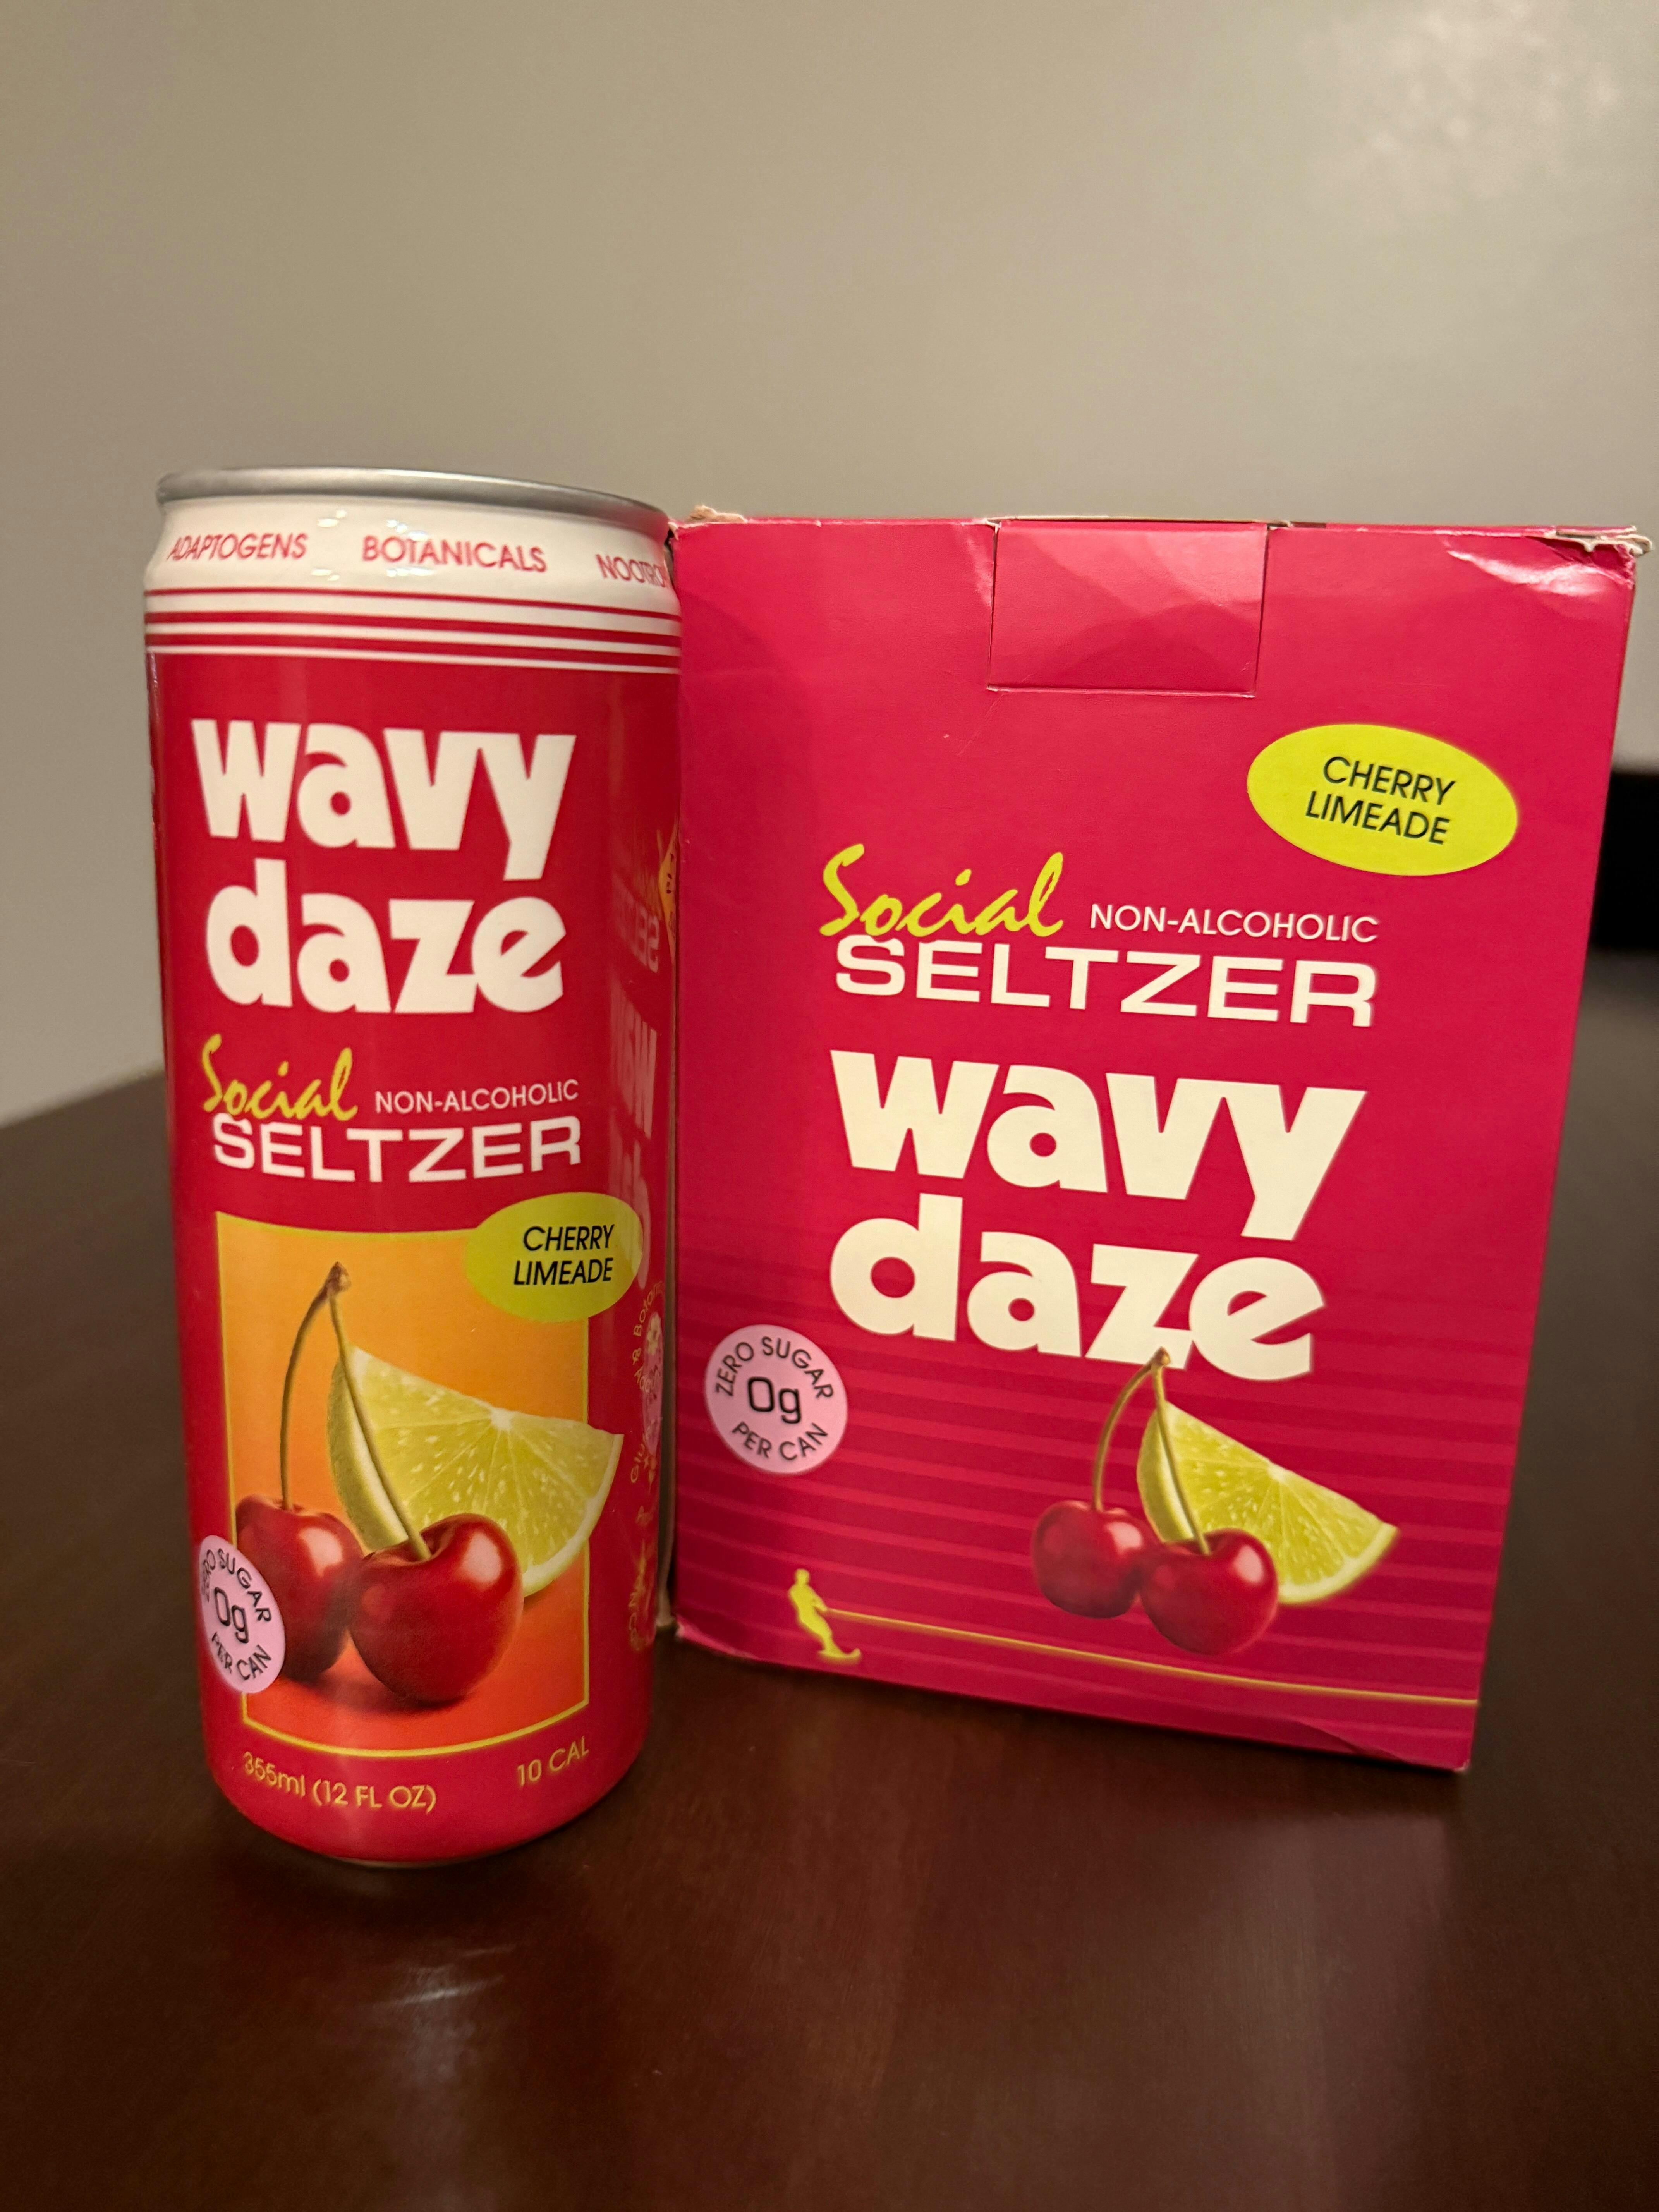 ADAPTOGENS BOTANICALS
wavy
daze
Social NON-ALCOHOLIC
SELTZER
CHERRY
LIMEADE
ZERO SUGAR
0g
PER CAN
355ml (12 FL OZ) 10 CAL
CHERRY
LIMEADE
Social NON-ALCOHOLIC
SELTZER
wavy
daze
ZERO SUGAR
0g
PER CAN